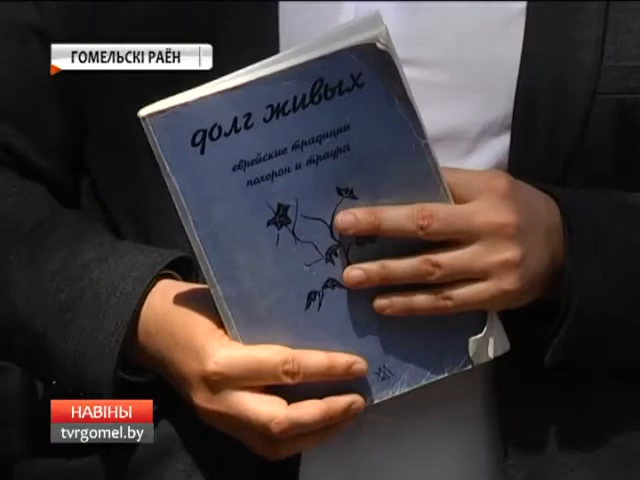 ГОМЕЛЬСКІ РАЁН
долг живых
еврейские традиции
похорон и траура
НАВІНЫ
tvrgomel.by